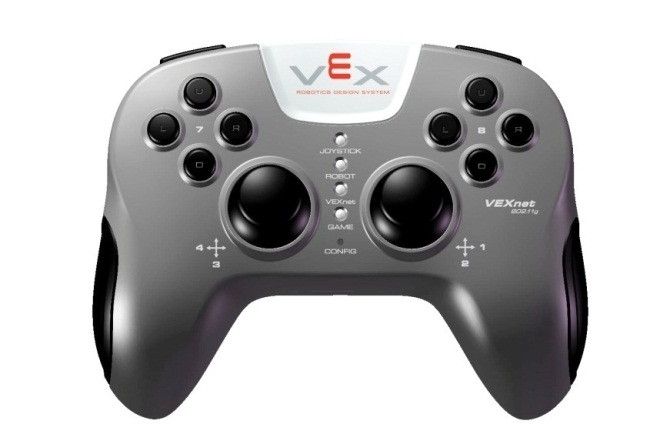 VEX
ROBOTICS DESIGN SYSTEM
U
L 7 R
D
U
L 8 R
D
JOYSTICK
ROBOT
VEXnet
GAME
CONFIG
VEXnet
802.11g
4
3
1
2